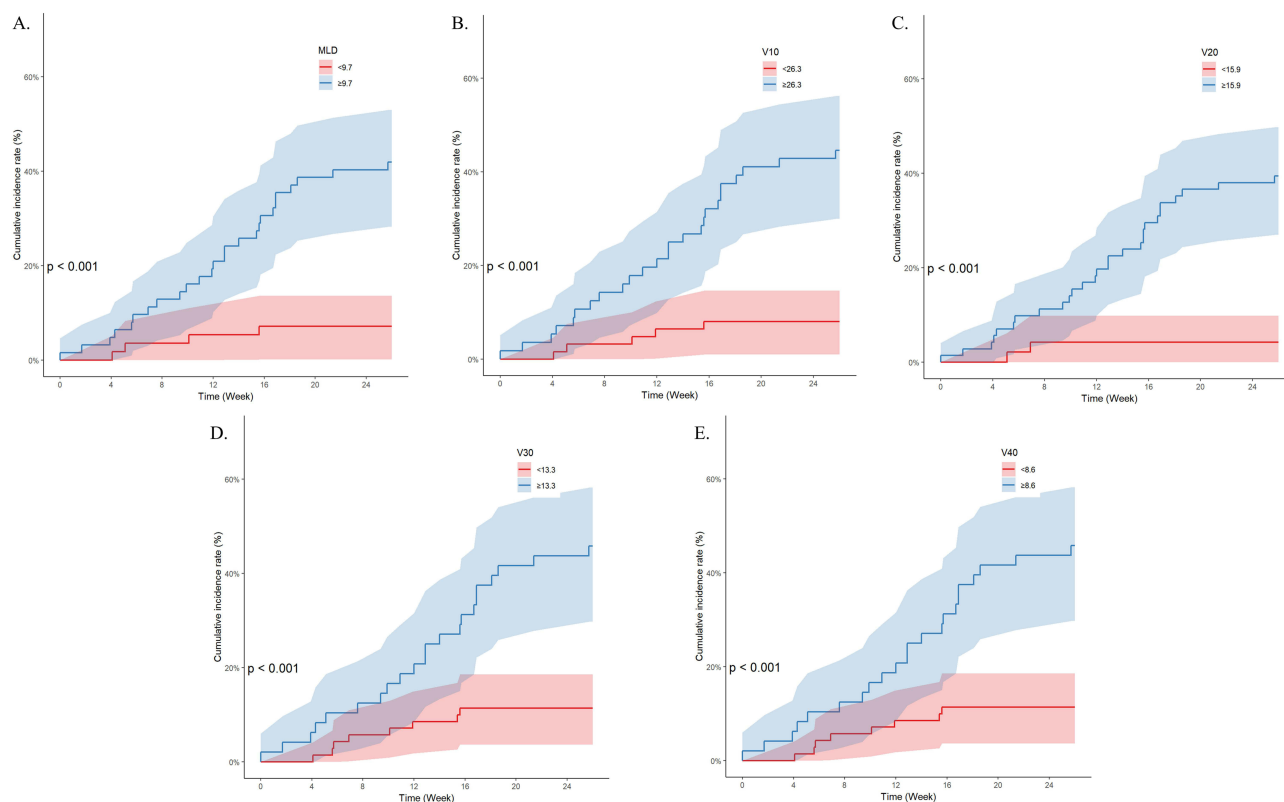 A.
MLD
<9.7
≥9.7
Cumulative incidence rate (%)
60%
40%
20%
0%
p < 0.001
0 4 8 12 16 20 24
Time (Week)
B.
V10
<26.3
≥26.3
Cumulative incidence rate (%)
60%
40%
20%
0%
p < 0.001
0 4 8 12 16 20 24
Time (Week)
C.
V20
<15.9
≥15.9
Cumulative incidence rate (%)
60%
40%
20%
0%
p < 0.001
0 4 8 12 16 20 24
Time (Week)
D.
V30
<13.3
≥13.3
Cumulative incidence rate (%)
60%
40%
20%
0%
p < 0.001
0 4 8 12 16 20 24
Time (Week)
E.
V40
<8.6
≥8.6
Cumulative incidence rate (%)
60%
40%
20%
0%
p < 0.001
0 4 8 12 16 20 24
Time (Week)